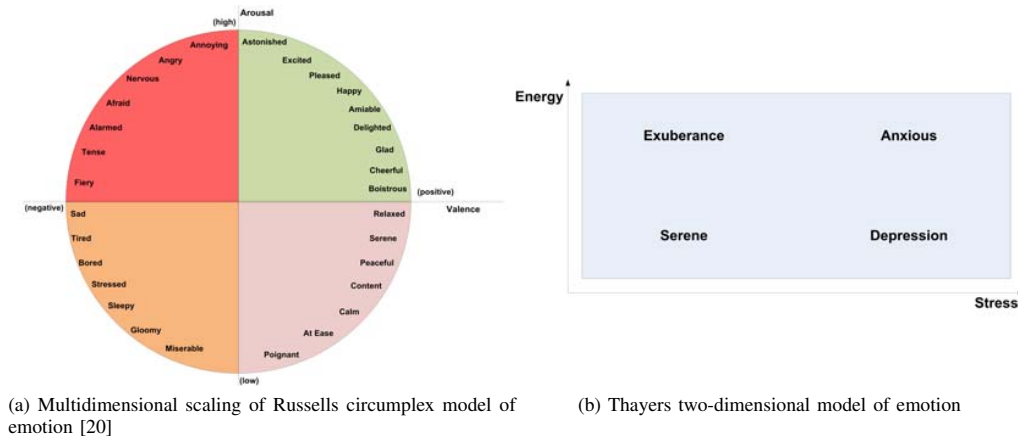 Arousal
(high)
Annoying
Astonished
Angry
Excited
Nervous
Pleased
Happy
Afraid
Amiable
Alarmed
Delighted
Tense
Glad
Cheerful
Fiery
Boistrous
(positive)
(negative)
Valence
Sad
Relaxed
Tired
Serene
Bored
Peaceful
Stressed
Content
Sleepy
Calm
Gloomy
At Ease
Miserable
Poignant
(low)
(a) Multidimensional scaling of Russells circumplex model of
emotion [20]
Energy
Exuberance
Anxious
Serene
Depression
Stress
(b) Thayers two-dimensional model of emotion